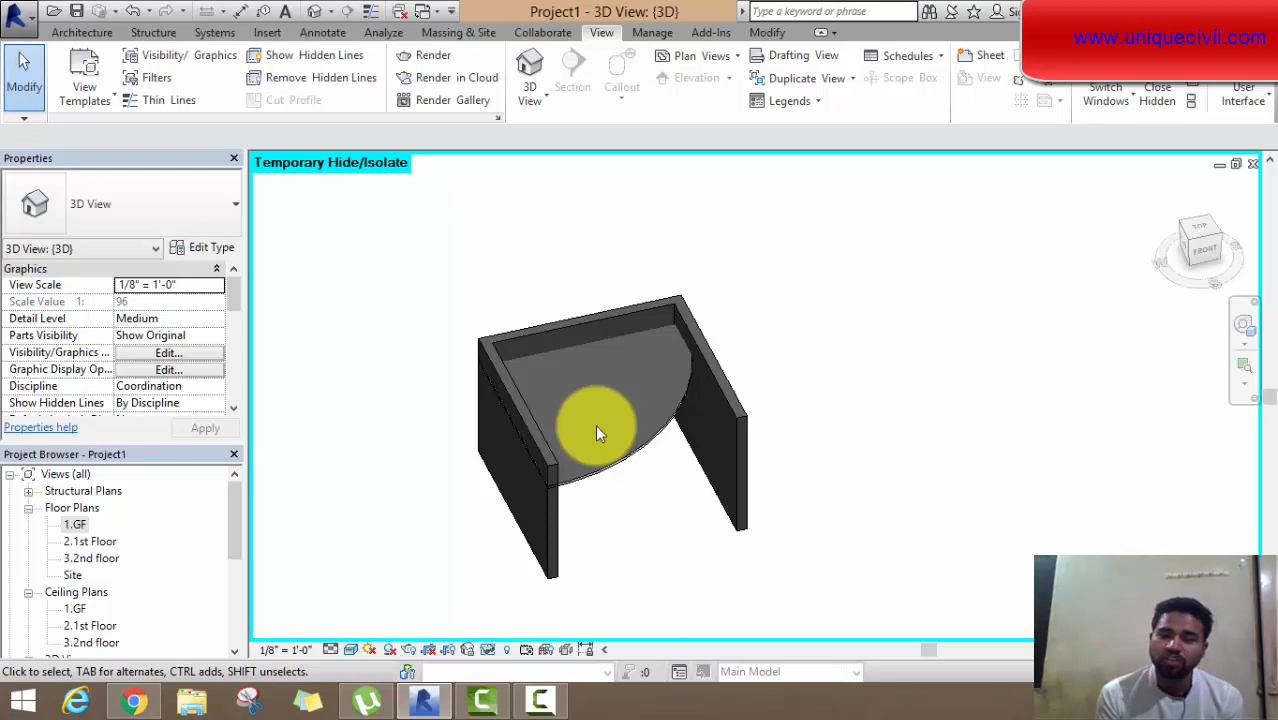 Project1 - 3D View: {3D}
Type a keyword or phrase
www.uniquecivil.com
Architecture Structure Systems Insert Annotate Analyze Massing & Site Collaborate View Manage Add-Ins Modify
Modify
View
Templates
Visibility/ Graphics
Filters
Thin Lines
Show Hidden Lines
Remove Hidden Lines
Cut Profile
Render
Render in Cloud
Render Gallery
3D
View
Section
Callout
Plan Views
Elevation
Drafting View
Duplicate View
Legends
Schedules
Scope Box
Sheet
View
Switch
Windows
Close
Hidden
User
Interface
Properties
3D View
3D View: {3D}
Edit Type
Graphics
View Scale 1/8" = 1'-0"
Scale Value 1: 96
Detail Level Medium
Parts Visibility Show Original
Visibility/Graphics ... Edit...
Graphic Display Op... Edit...
Discipline Coordination
Show Hidden Lines By Discipline
Properties help
Apply
Project Browser - Project1
Views (all)
Structural Plans
Floor Plans
1.GF
2.1st Floor
3.2nd floor
Site
Ceiling Plans
1.GF
2.1st Floor
3.2nd floor
Temporary Hide/Isolate
TOP
FRONT
1/8" = 1'-0"
Click to select, TAB for alternates, CTRL adds, SHIFT unselects.
:0
Main Model